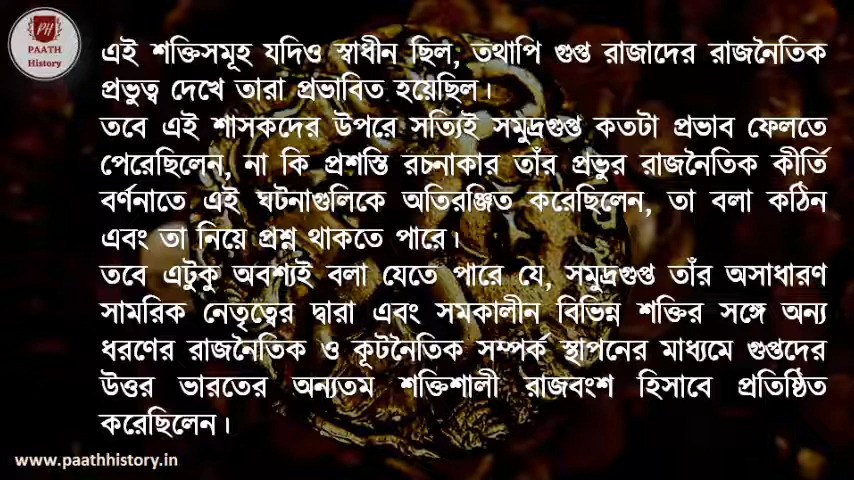 PH
PAATH
History
এই শক্তিসমূহ যদিও স্বাধীন ছিল, তথাপি গুপ্ত রাজাদের রাজনৈতিক
প্রভুত্ব দেখে তারা প্রভাবিত হয়েছিল।
তবে এই শাসকদের উপরে সত্যিই সমুদ্রগুপ্ত কতটা প্রভাব ফেলতে
পেরেছিলেন, না কি প্রশস্তি রচনাকার তাঁর প্রভুর রাজনৈতিক কীর্তি
বর্ণনাতে এই ঘটনাগুলিকে অতিরঞ্জিত করেছিলেন, তা বলা কঠিন
এবং তা নিয়ে প্রশ্ন থাকতে পারে।
তবে এটুকু অবশ্যই বলা যেতে পারে যে, সমুদ্রগুপ্ত তাঁর অসাধারণ
সামরিক নেতৃত্বের দ্বারা এবং সমকালীন বিভিন্ন শক্তির সঙ্গে অন্য
ধরণের রাজনৈতিক ও কূটনৈতিক সম্পর্ক স্থাপনের মাধ্যমে গুপ্তদের
উত্তর ভারতের অন্যতম শক্তিশালী রাজবংশ হিসাবে প্রতিষ্ঠিত
করেছিলেন।
www.paathhistory.in